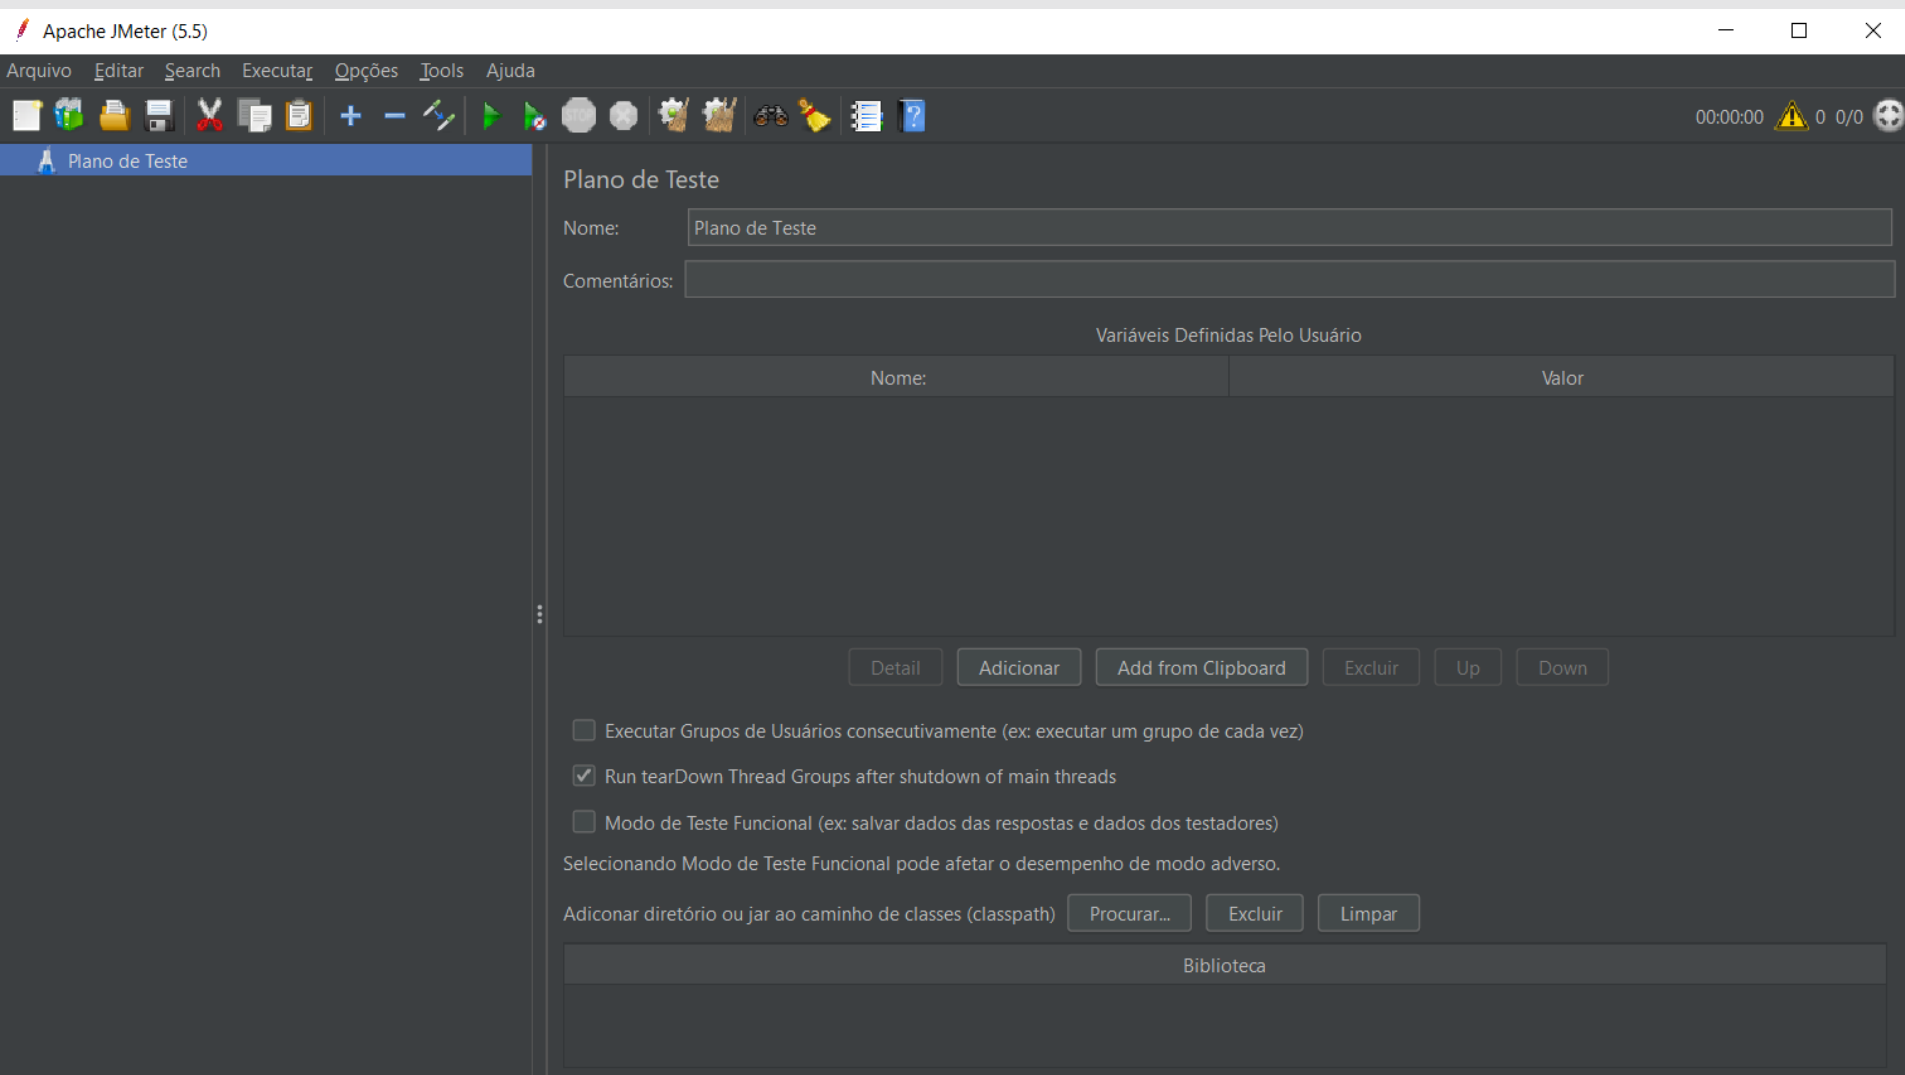 Apache JMeter (5.5)
Arquivo Editar Search Executar Opções Tools Ajuda
STOP
00:00:00 0 0/0
Plano de Teste
Plano de Teste
Nome: Plano de Teste
Comentários:
Variáveis Definidas Pelo Usuário
Nome: Valor
Detail Adicionar Add from Clipboard Excluir Up Down
Executar Grupos de Usuários consecutivamente (ex: executar um grupo de cada vez)
Run tearDown Thread Groups after shutdown of main threads
Modo de Teste Funcional (ex: salvar dados das respostas e dados dos testadores)
Selecionando Modo de Teste Funcional pode afetar o desempenho de modo adverso.
Adiconar diretório ou jar ao caminho de classes (classpath) Procurar... Excluir Limpar
Biblioteca